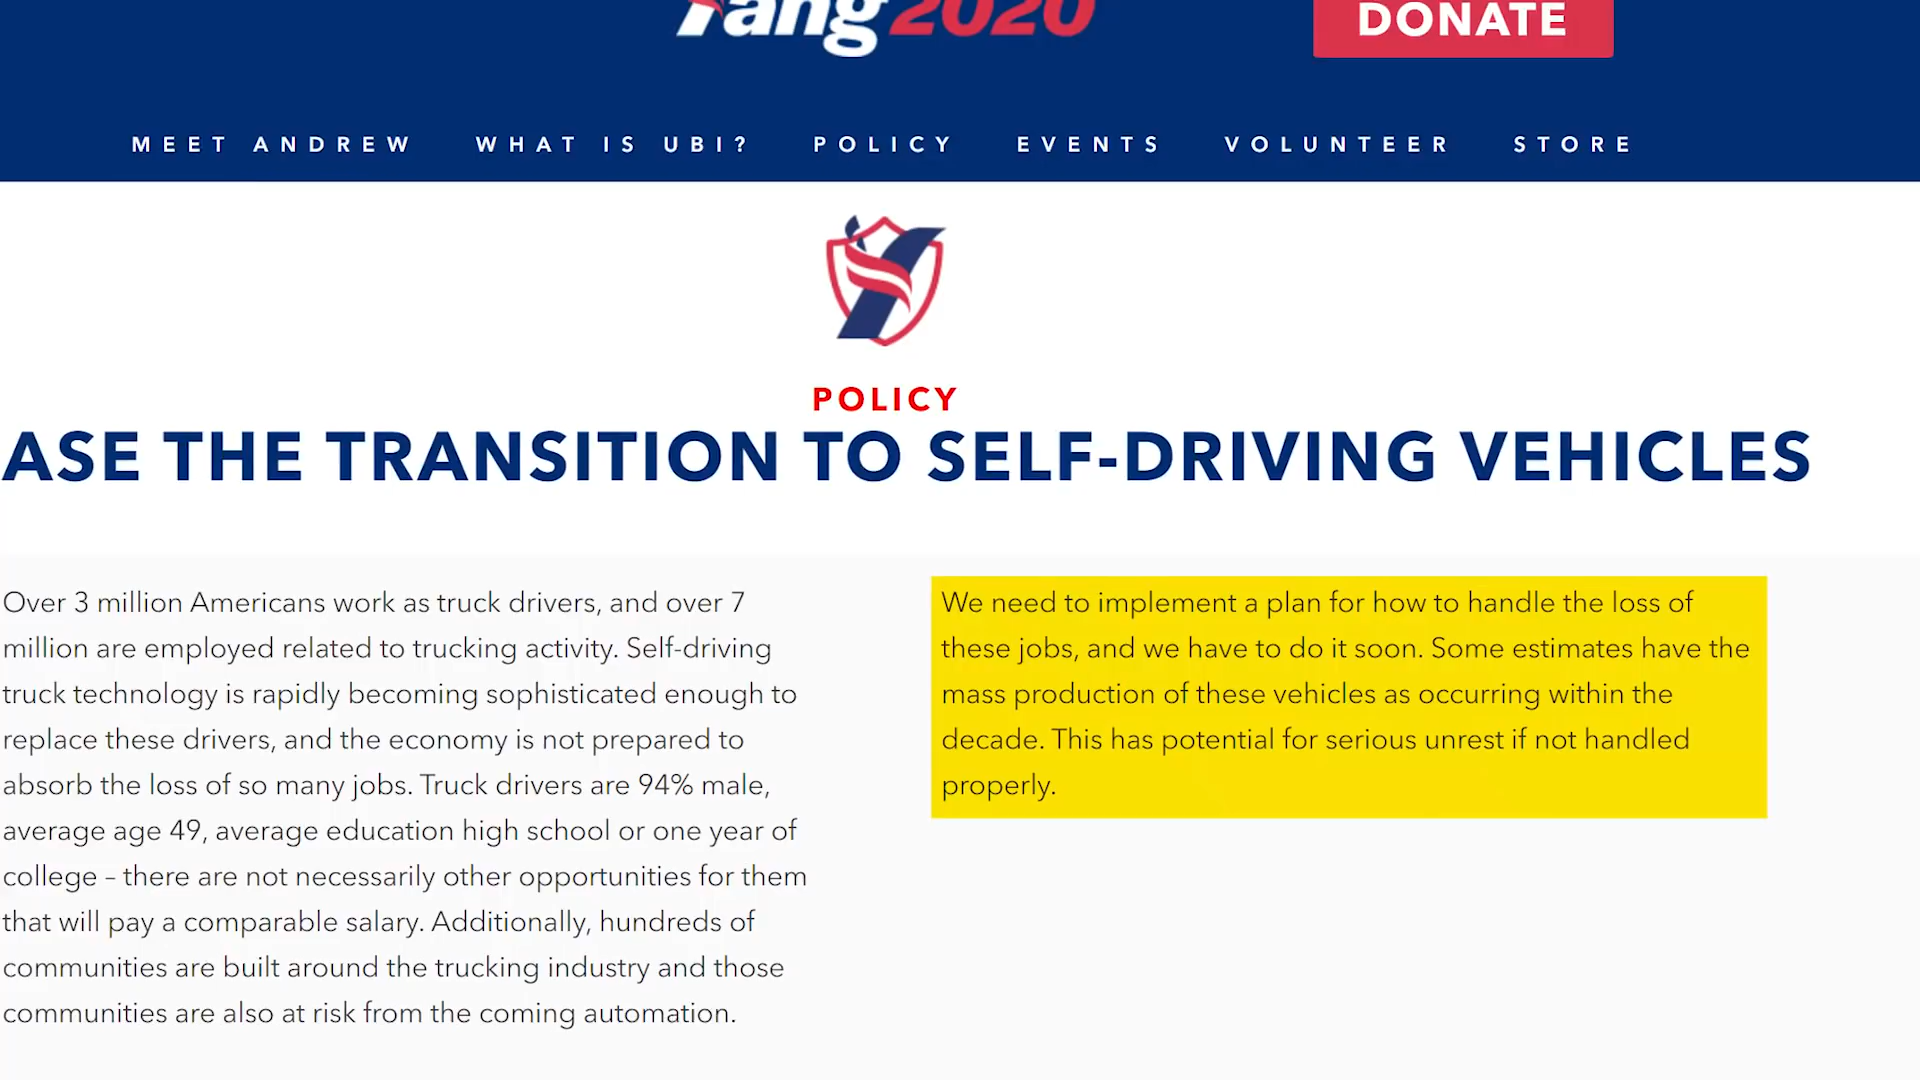 Yang2020
DONATE
MEET ANDREW WHAT IS UBI? POLICY EVENTS VOLUNTEER STORE
POLICY
ASE THE TRANSITION TO SELF-DRIVING VEHICLES
Over 3 million Americans work as truck drivers, and over 7
million are employed related to trucking activity. Self-driving
truck technology is rapidly becoming sophisticated enough to
replace these drivers, and the economy is not prepared to
absorb the loss of so many jobs. Truck drivers are 94% male,
average age 49, average education high school or one year of
college – there are not necessarily other opportunities for them
that will pay a comparable salary. Additionally, hundreds of
communities are built around the trucking industry and those
communities are also at risk from the coming automation.
We need to implement a plan for how to handle the loss of
these jobs, and we have to do it soon. Some estimates have the
mass production of these vehicles as occurring within the
decade. This has potential for serious unrest if not handled
properly.